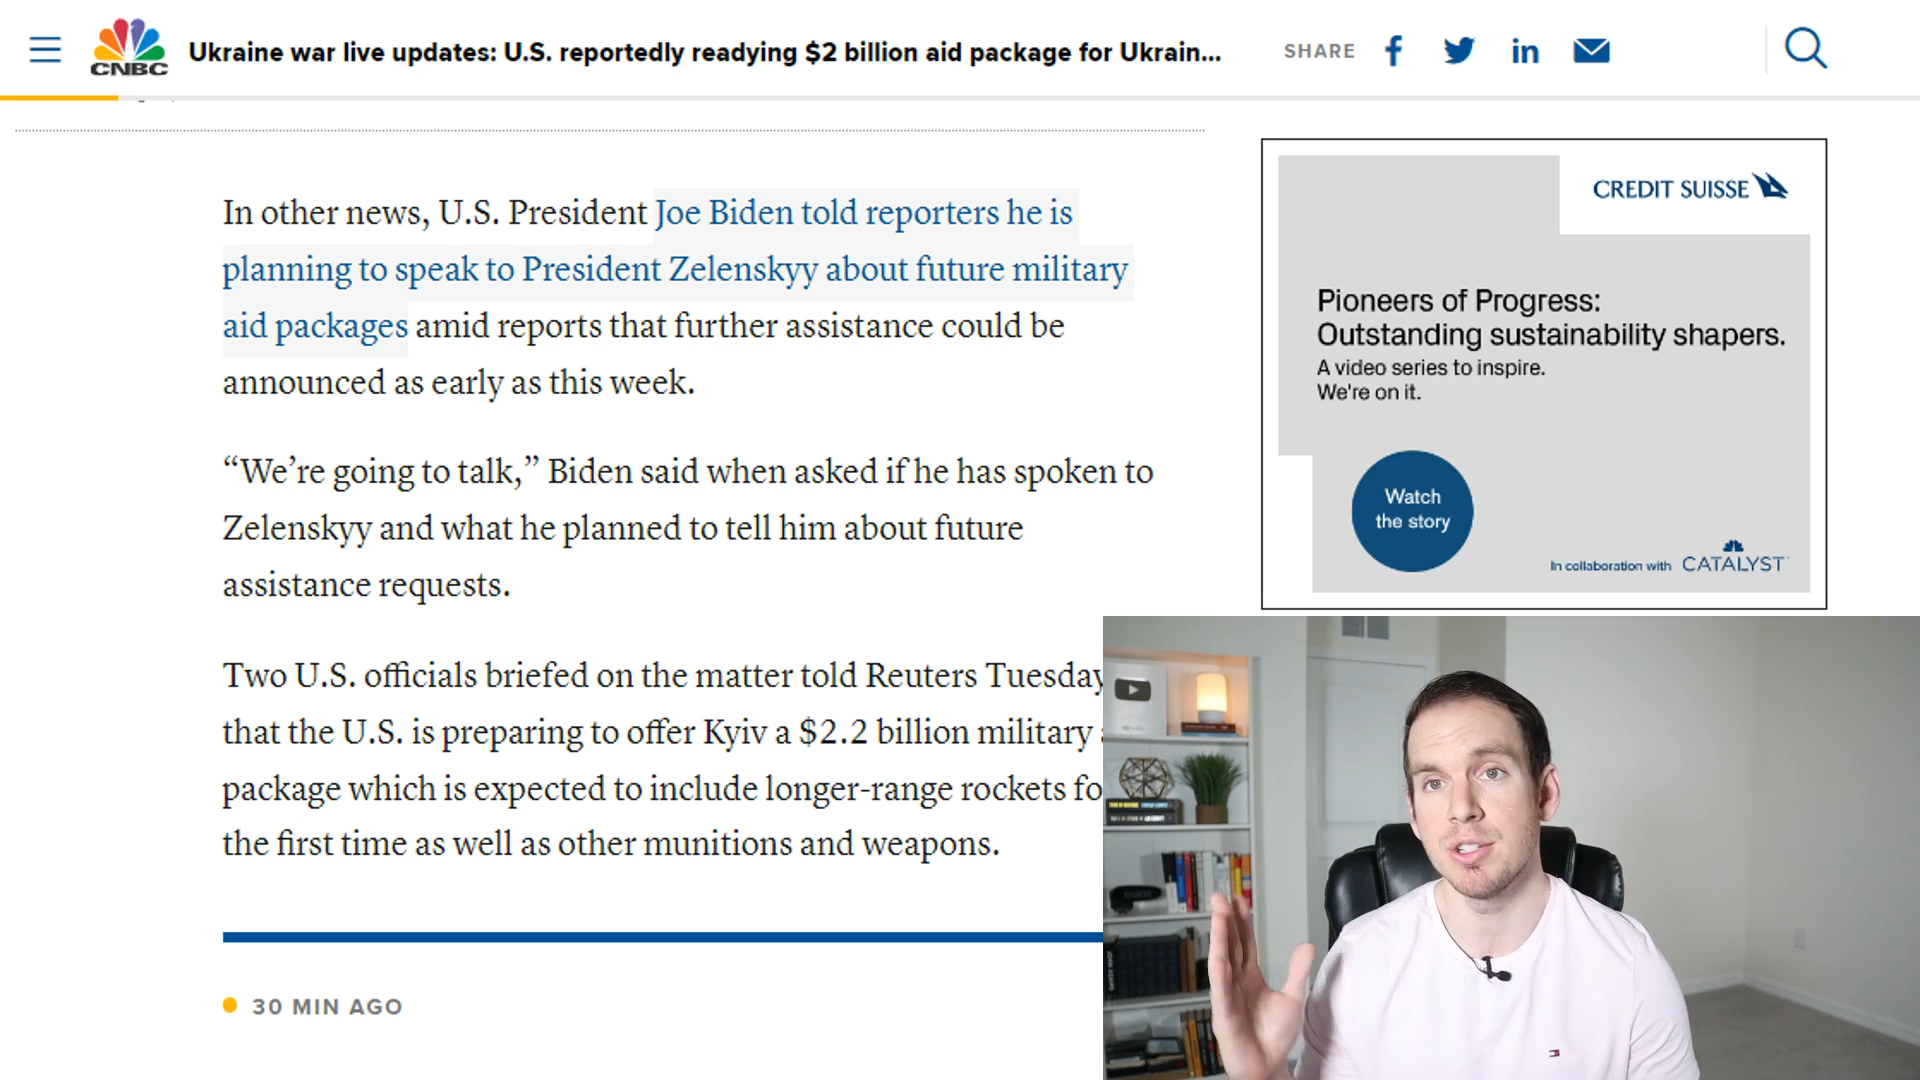 CNBC
Ukraine war live updates: U.S. reportedly readying $2 billion aid package for Ukrain...
SHARE
In other news, U.S. President Joe Biden told reporters he is
planning to speak to President Zelenskyy about future military
aid packages amid reports that further assistance could be
announced as early as this week.
“We’re going to talk,” Biden said when asked if he has spoken to
Zelenskyy and what he planned to tell him about future
assistance requests.
Two U.S. officials briefed on the matter told Reuters Tuesday
that the U.S. is preparing to offer Kyiv a $2.2 billion military
package which is expected to include longer-range rockets fo
the first time as well as other munitions and weapons.
30 MIN AGO
CREDIT SUISSE
Pioneers of Progress:
Outstanding sustainability shapers.
A video series to inspire.
We're on it.
Watch
the story
In collaboration with CATALYST